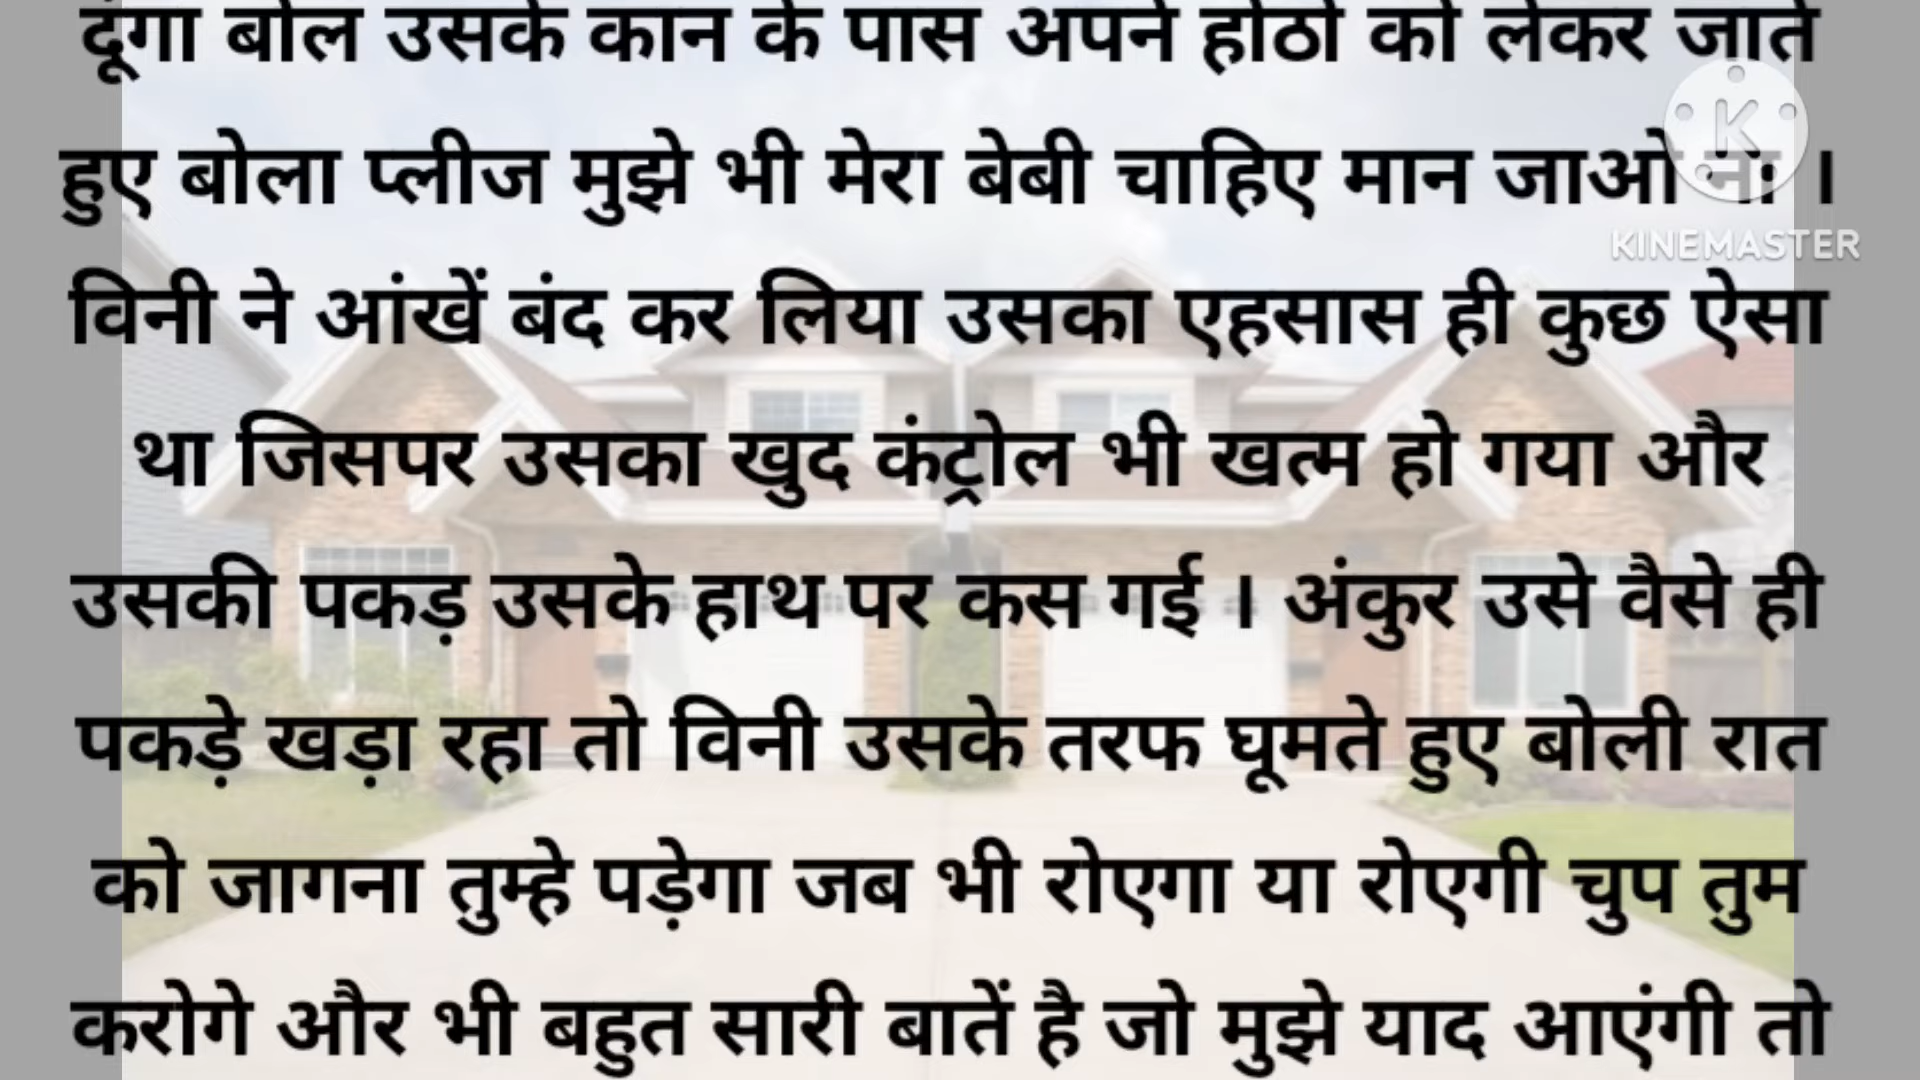 दूंगा बोल उसके कान के पास अपने होठों को लेकर जाते
हुए बोला प्लीज मुझे भी मेरा बेबी चाहिए मान जाओ ना ।
KINEMASTER
विनी ने आंखें बंद कर लिया उसका एहसास ही कुछ ऐसा
था जिसपर उसका खुद कंट्रोल भी खत्म हो गया और
उसकी पकड़ उसके हाथ पर कस गई । अंकुर उसे वैसे ही
पकड़े खड़ा रहा तो विनी उसके तरफ घूमते हुए बोली रात
को जागना तुम्हे पड़ेगा जब भी रोएगा या रोएगी चुप तुम
करोगे और भी बहुत सारी बातें है जो मुझे याद आएंगी तो